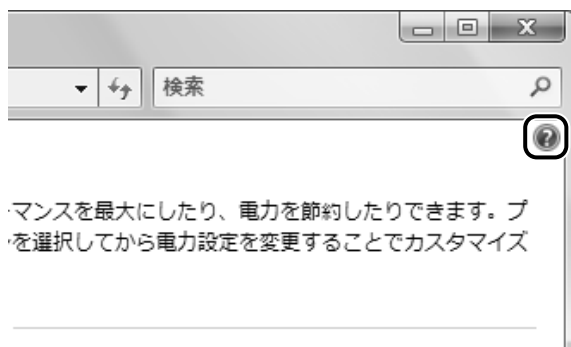 検索
マンスを最大にしたり、電力を節約したりできます。プ
を選択してから電力設定を変更することでカスタマイズ